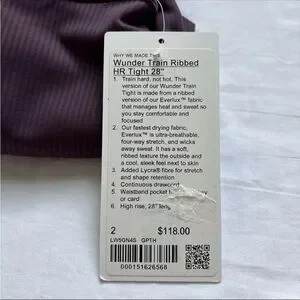 WHY WE MADE THIS
Wunder Train Ribbed
HR Tight 28"
1. Train hard, not hot. This
version of our Wunder Train
Tight is made from a ribbed
version of our Everlux™ fabric
that manages heat and sweat so
you stay comfortable and
focused
2. Our fastest drying fabric,
Everlux™ is ultra-breathable,
four-way stretch, and wicks
away sweat. It has a soft,
ribbed texture on the outside and
a cool, sleek feel next to skin
3. Added Lycra® fibre for stretch
and shape retention
4. Continuous drawcord
5. Waistband pocket
or card
6. High rise, 28"
2 $118.00
LW5GN4S GPTH
000151626568